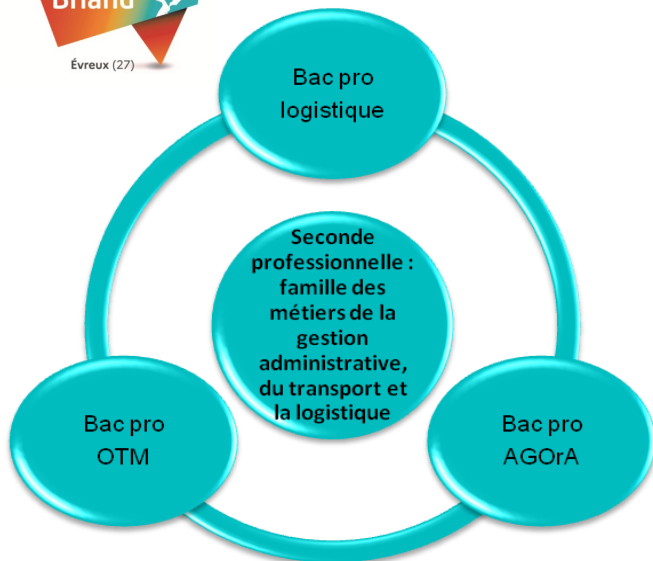 Briand
Évreux (27)
Bac pro
logistique
Seconde
professionnelle :
famille des
métiers de la
gestion
administrative,
du transport et
la logistique
Bac pro
OTM
Bac pro
AGOrA